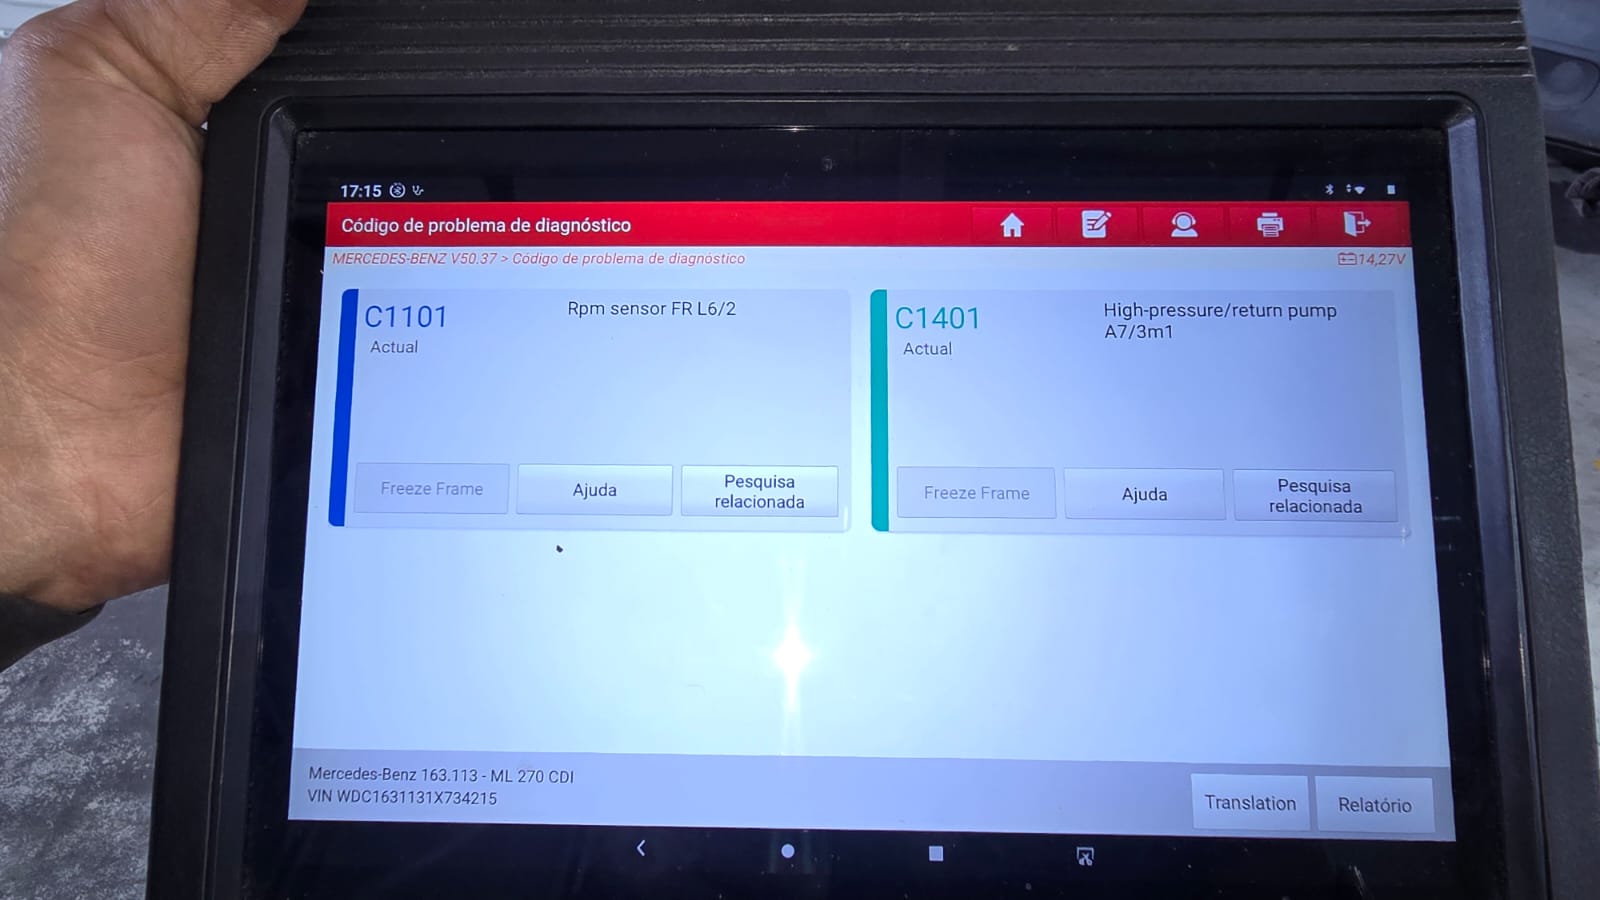 17:15
Código de problema de diagnóstico
MERCEDES-BENZ V50.37 > Código de problema de diagnóstico
14,27V
C1101
Rpm sensor FR L6/2
Actual
Freeze Frame
Ajuda
Pesquisa
relacionada
C1401
High-pressure/return pump
A7/3m1
Actual
Freeze Frame
Ajuda
Pesquisa
relacionada
Mercedes-Benz 163.113 - ML 270 CDI
VIN WDC1631131X734215
Translation
Relatório